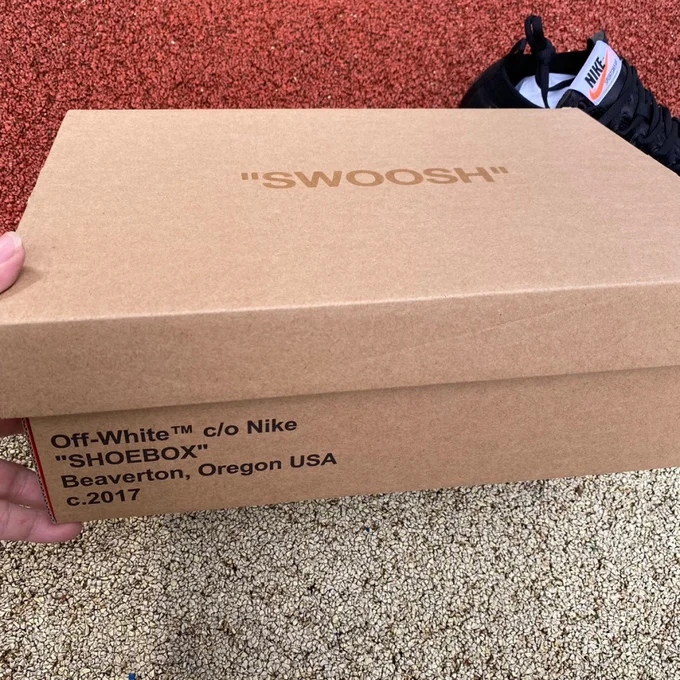 NIKE
"SWOOSH"
Off-White™ c/o Nike
"SHOEBOX"
Beaverton, Oregon USA
c.2017